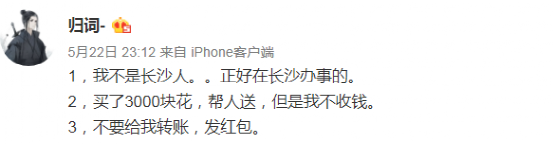 归词-
5月22日 23:12 来自 iPhone客户端
1，我不是长沙人。。正好在长沙办事的。
2，买了3000块花，帮人送，但是我不收钱。
3，不要给我转账，发红包。